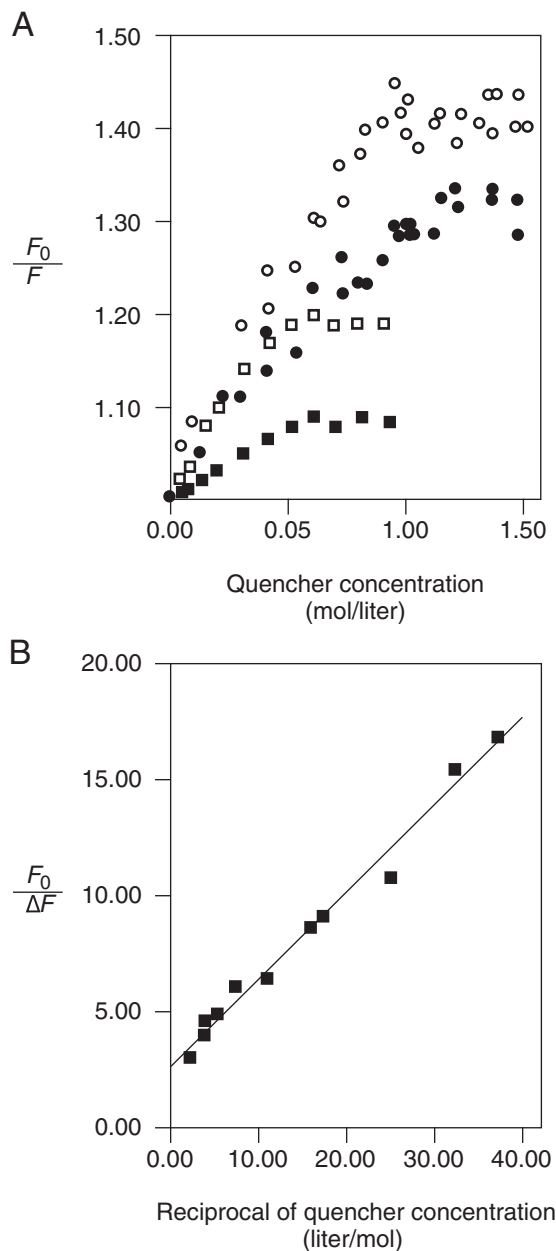 A
1.50
1.40
1.30
1.20
1.10
F0
F
0.00
0.05
1.00
1.50
Quencher concentration
(mol/liter)
B
20.00
15.00
10.00
5.00
0.00
F0
ΔF
0.00
10.00
20.00
30.00
40.00
Reciprocal of quencher concentration
(liter/mol)